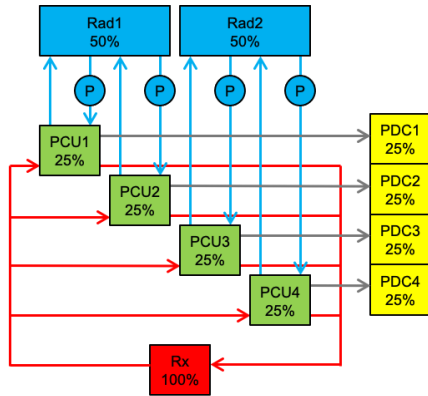 Rad1
50%
Rad2
50%
P
P
P
P
PCU1
25%
PDC1
25%
PCU2
25%
PDC2
25%
PCU3
25%
PDC3
25%
PCU4
25%
PDC4
25%
Rx
100%